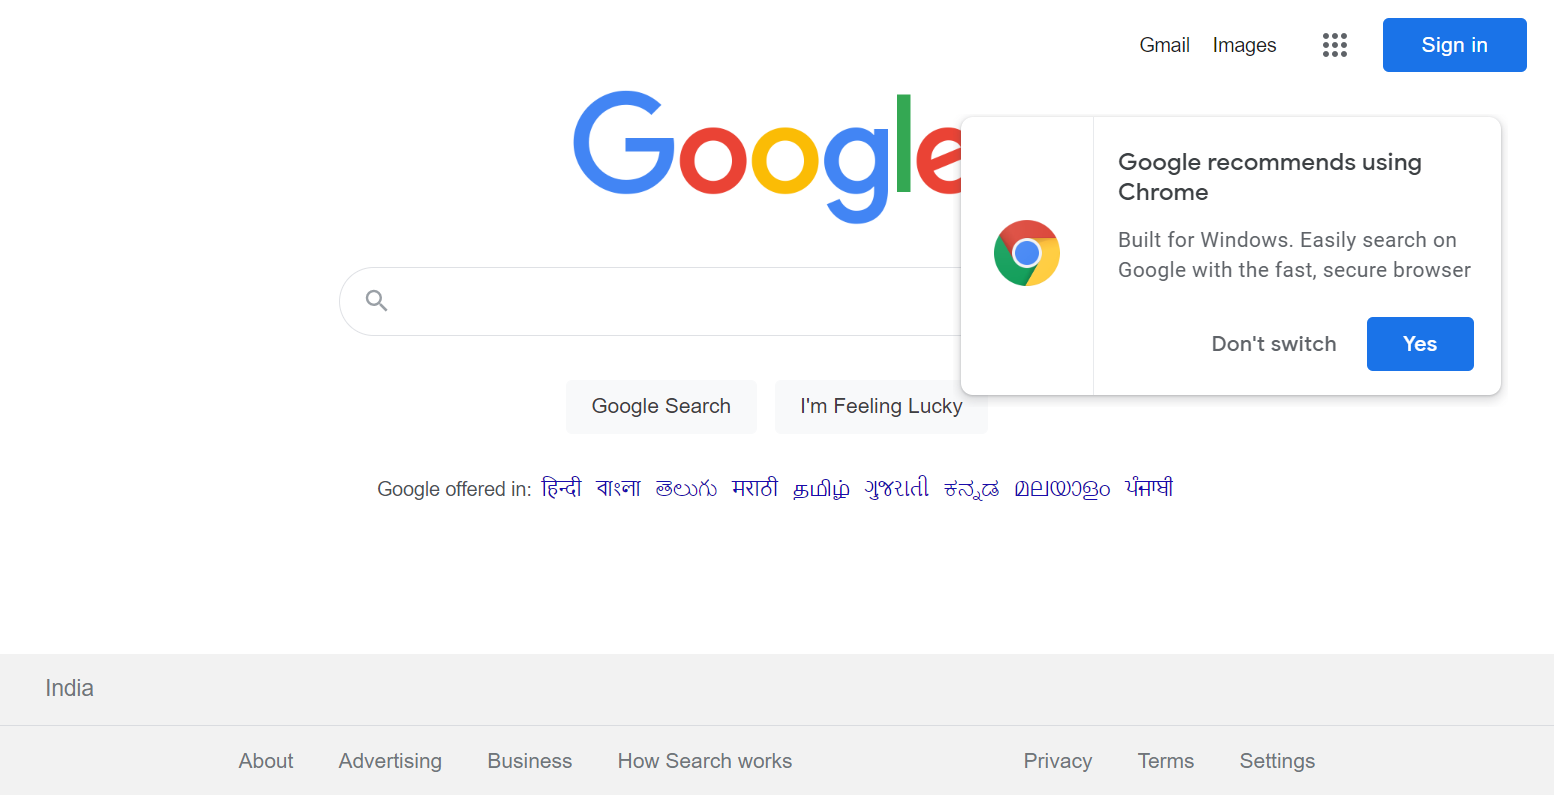 Gmail Images
Sign in
Google
Google recommends using
Chrome
Built for Windows. Easily search on
Google with the fast, secure browser
Don't switch
Yes
Google Search
I'm Feeling Lucky
Google offered in: हिन्दी বাংলা తెలుగు मराठी தமிழ் ગુજરાતી ಕನ್ನಡ മലയാളം ਪੰਜਾਬੀ
India
About Advertising Business How Search works Privacy Terms Settings